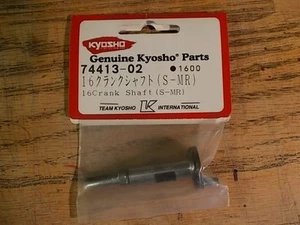 KYOSHO
Genuine Kyosho® Parts
74413-02 ●1600
16クランクシャフト(S-MR)
16Crank Shaft(S-MR)
TEAM KYOSHO K INTERNATIONAL